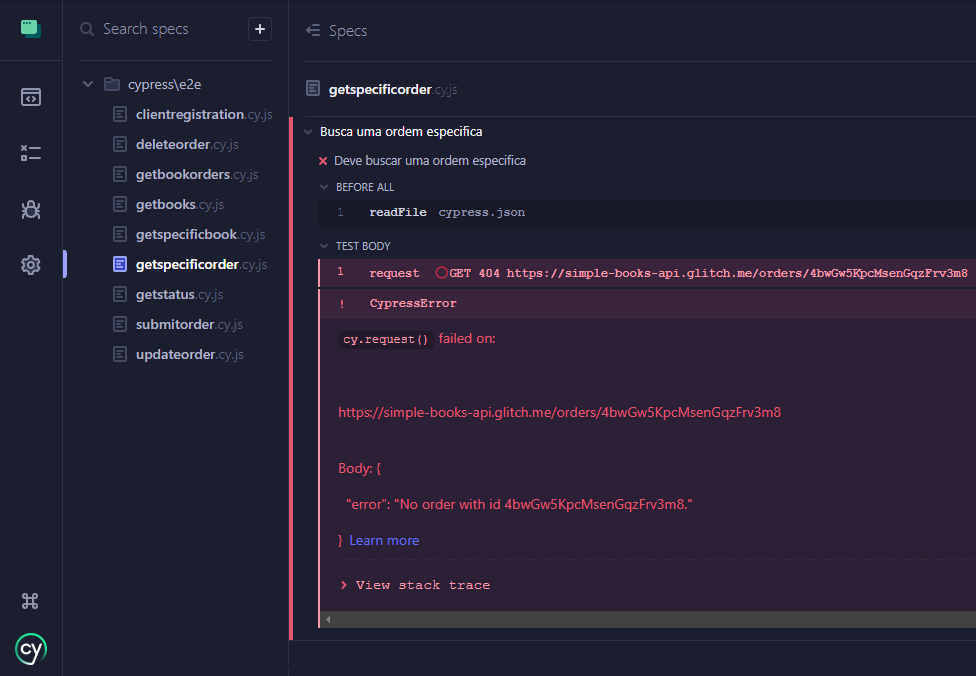 Search specs
+
Specs
cypress\e2e
clientregistration.cy.js
deleteorder.cy.js
getbookorders.cy.js
getbooks.cy.js
getspecificbook.cy.js
getspecificorder.cy.js
getstatus.cy.js
submitorder.cy.js
updateorder.cy.js
cy
getspecificorder.cy.js
Busca uma ordem especifica
Deve buscar uma ordem especifica
BEFORE ALL
1 readFile cypress.json
TEST BODY
1 request GET 404 https://simple-books-api.glitch.me/orders/4bwGw5KpcMsenGqzFrv3m8
! CypressError
cy.request() failed on:
https://simple-books-api.glitch.me/orders/4bwGw5KpcMsenGqzFrv3m8
Body: {
"error": "No order with id 4bwGw5KpcMsenGqzFrv3m8."
} Learn more
> View stack trace